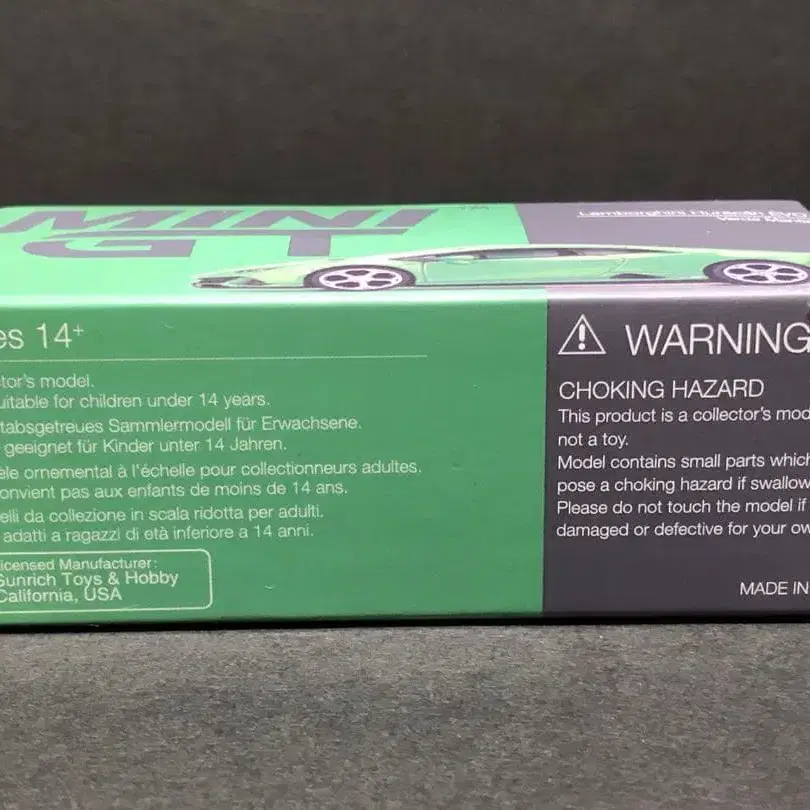 MINI
GT
Lamborghini Huracán EVO
Verde Mantis
es 14+
tor's model.
uitable for children under 14 years.
tabsgetreues Sammlermodell für Erwachsene.
geeignet für Kinder unter 14 Jahren.
èle ornemental à l'échelle pour collectionneurs adultes.
onvient pas aux enfants de moins de 14 ans.
elli da collezione in scala ridotta per adulti.
adatti a ragazzi di età inferiore a 14 anni.
icensed Manufacturer:
Sunrich Toys & Hobby
California, USA
WARNING
CHOKING HAZARD
This product is a collector's mod
not a toy.
Model contains small parts which
pose a choking hazard if swallow
Please do not touch the model if
damaged or defective for your ow
MADE IN